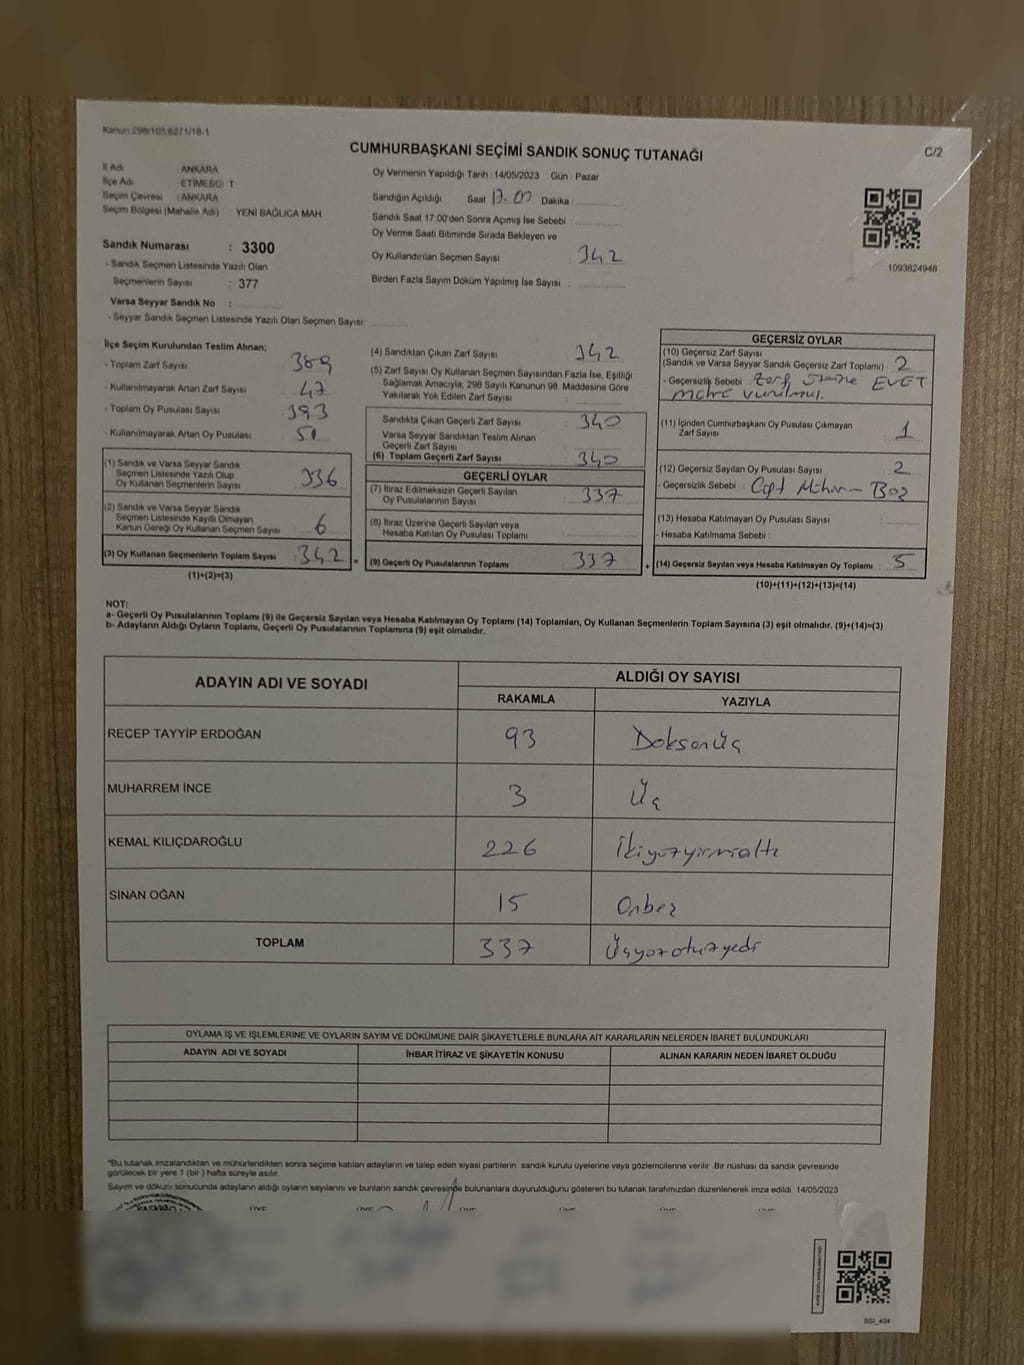 Kanun.298/105,6271/18-1
CUMHURBAŞKANI SEÇİMİ SANDIK SONUÇ TUTANAĞI
C/2
İl Adı : ANKARA
İlçe Adı : ETİMESGUT
Seçim Çevresi : ANKARA
Seçim Bölgesi (Mahalle Adı) : YENİ BAĞLICA MAH.
Sandık Numarası : 3300
- Sandık Seçmen Listesinde Yazılı Olan
Seçmenlerin Sayısı : 377
Varsa Seyyar Sandık No :
- Seyyar Sandık Seçmen Listesinde Yazılı Olan Seçmen Sayısı:
Oy Vermenin Yapıldığı Tarih : 14/05/2023 Gün : Pazar
Sandığın Açıldığı Saat 17.00 Dakika :
Sandık Saat 17.00'den Sonra Açımış İse Sebebi :
Oy Verme Saati Bitiminde Sırada Bekleyen ve
Oy Kullandırılan Seçmen Sayısı : 342
Birden Fazla Sayım Döküm Yapılmış İse Sayısı :
1093824948
İlçe Seçim Kurulundan Teslim Alınan;
- Toplam Zarf Sayısı : 389
- Kullanılmayarak Artan Zarf Sayısı : 47
- Toplam Oy Pusulası Sayısı : 393
- Kullanılmayarak Artan Oy Pusulası : 51
(1) Sandık ve Varsa Seyyar Sandık
Seçmen Listesinde Yazılı Olup
Oy Kullanan Seçmenlerin Sayısı : 336
(2) Sandık ve Varsa Seyyar Sandık
Seçmen Listesinde Kayıtlı Olmayan
Kanun Gereği Oy Kullanan Seçmen Sayısı : 6
(3) Oy Kullanan Seçmenlerin Toplam Sayısı : 342 =
(1)+(2)=(3)
(4) Sandıktan Çıkan Zarf Sayısı : 342
(5) Zarf Sayısı Oy Kullanan Seçmen Sayısından Fazla İse, Eşitliği
Sağlamak Amacıyla, 298 Sayılı Kanunun 98. Maddesine Göre
Yakılarak Yok Edilen Zarf Sayısı :
Sandıkta Çıkan Geçerli Zarf Sayısı : 340
Varsa Seyyar Sandıktan Teslim Alınan
Geçerli Zarf Sayısı :
(6) Toplam Geçerli Zarf Sayısı : 340
GEÇERLİ OYLAR
(7) İtiraz Edilmeksizin Geçerli Sayılan
Oy Pusulalarının Sayısı : 337
(8) İtiraz Üzerine Geçerli Sayılan veya
Hesaba Katılan Oy Pusulası Toplamı :
(9) Geçerli Oy Pusulalarının Toplamı : 337 +
GEÇERSİZ OYLAR
(10) Geçersiz Zarf Sayısı
(Sandık ve Varsa Seyyar Sandık Geçersiz Zarf Toplamı) : 2
- Geçersizlik Sebebi : Zarf üzerine EVET
mührü vurulmuş.
(11) İçinden Cumhurbaşkanı Oy Pusulası Çıkmayan
Zarf Sayısı : 1
(12) Geçersiz Sayılan Oy Pusulası Sayısı : 2
- Geçersizlik Sebebi : Çift Mühür - Boş
(13) Hesaba Katılmayan Oy Pusulası Sayısı :
- Hesaba Katılmama Sebebi :
(14) Geçersiz Sayılan veya Hesaba Katılmayan Oy Toplamı : 5
(10)+(11)+(12)+(13)=(14)
NOT:
a- Geçerli Oy Pusulalarının Toplamı (9) ile Geçersiz Sayılan veya Hesaba Katılmayan Oy Toplamı (14) Toplamları, Oy Kullanan Seçmenlerin Toplam Sayısına (3) eşit olmalıdır. (9)+(14)=(3)
b- Adayların Aldığı Oyların Toplamı, Geçerli Oy Pusulalarının Toplamına (9) eşit olmalıdır.
ADAYIN ADI VE SOYADI
ALDIĞI OY SAYISI
RAKAMLA YAZIYLA
RECEP TAYYİP ERDOĞAN 93 Doksanüç
MUHARREM İNCE 3 Üç
KEMAL KILIÇDAROĞLU 226 İkiyüzyirmialtı
SİNAN OĞAN 15 Onbeş
TOPLAM 337 Üçyüzotuzyedi
OYLAMA İŞ VE İŞLEMLERİNE VE OYLARIN SAYIM VE DÖKÜMÜNE DAİR ŞİKAYETLERLE BUNLARA AİT KARARLARIN NELERDEN İBARET BULUNDUKLARI
ADAYIN ADI VE SOYADI İHBAR İTİRAZ VE ŞİKAYETİN KONUSU ALINAN KARARIN NEDEN İBARET OLDUĞU
*Bu tutanak imzalandıktan ve mühürlendikten sonra seçime katılan adayların ve talep eden siyasi partilerin sandık kurulu üyelerine veya gözlemcilerine verilir .Bir nüshası da sandık çevresinde
görülecek bir yere 1 (bir ) hafta süreyle asılır.
Sayım ve dökümü sonucunda adayların aldığı oyların sayılarını ve bunların sandık çevresinde bulunanlara duyurulduğunu gösteren bu tutanak tarafımızdan düzenlenerek imza edildi. 14/05/2023